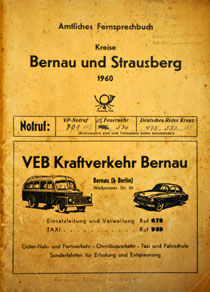 Amtliches Fernsprechbuch
Kreise
Bernau und Strausberg
1960
Notruf:
VP-Notruf
Feuerwehr
Deutsches Rotes Kreuz
VEB Kraftverkehr Bernau
Bernau (b Berlin)
Einsatzleitung und Verwaltung Ruf 678
TAXI Ruf 989
Güter-Nah- und Fernverkehr - Omnibusverkehr - Taxi und Fahrschule
Sonderfahrten für Erholung und Entspannung